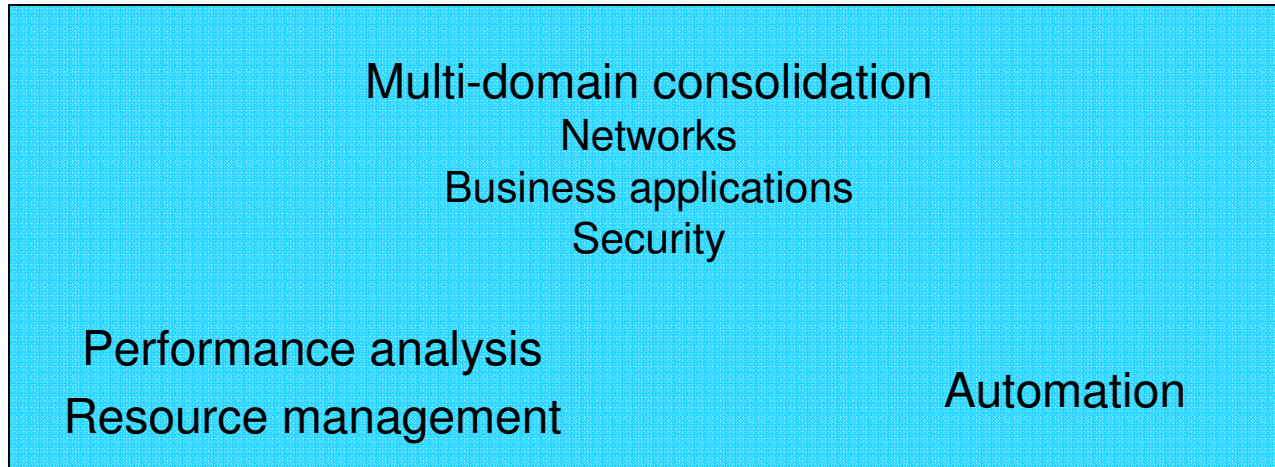 Multi-domain consolidation
Networks
Business applications
Security
Performance analysis
Resource management
Automation